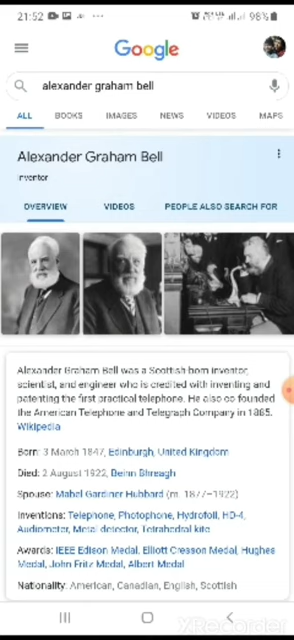 21:52
98%
Google
alexander graham bell
ALL BOOKS IMAGES NEWS VIDEOS MAPS
Alexander Graham Bell
Inventor
OVERVIEW VIDEOS PEOPLE ALSO SEARCH FOR
Alexander Graham Bell was a Scottish born inventor,
scientist, and engineer who is credited with inventing and
patenting the first practical telephone. He also co founded
the American Telephone and Telegraph Company in 1885.
Wikipedia
Born: 3 March 1847, Edinburgh, United Kingdom
Died: 2 August 1922, Beinn Bhreagh
Spouse: Mabel Gardiner Hubbard (m. 1877–1922)
Inventions: Telephone, Photophone, Hydrofoil, HD-4,
Audiometer, Metal detector, Tetrahedral kite
Awards: IEEE Edison Medal, Elliott Cresson Medal, Hughes
Medal, John Fritz Medal, Albert Medal
Nationality: American, Canadian, English, Scottish
XRecorder